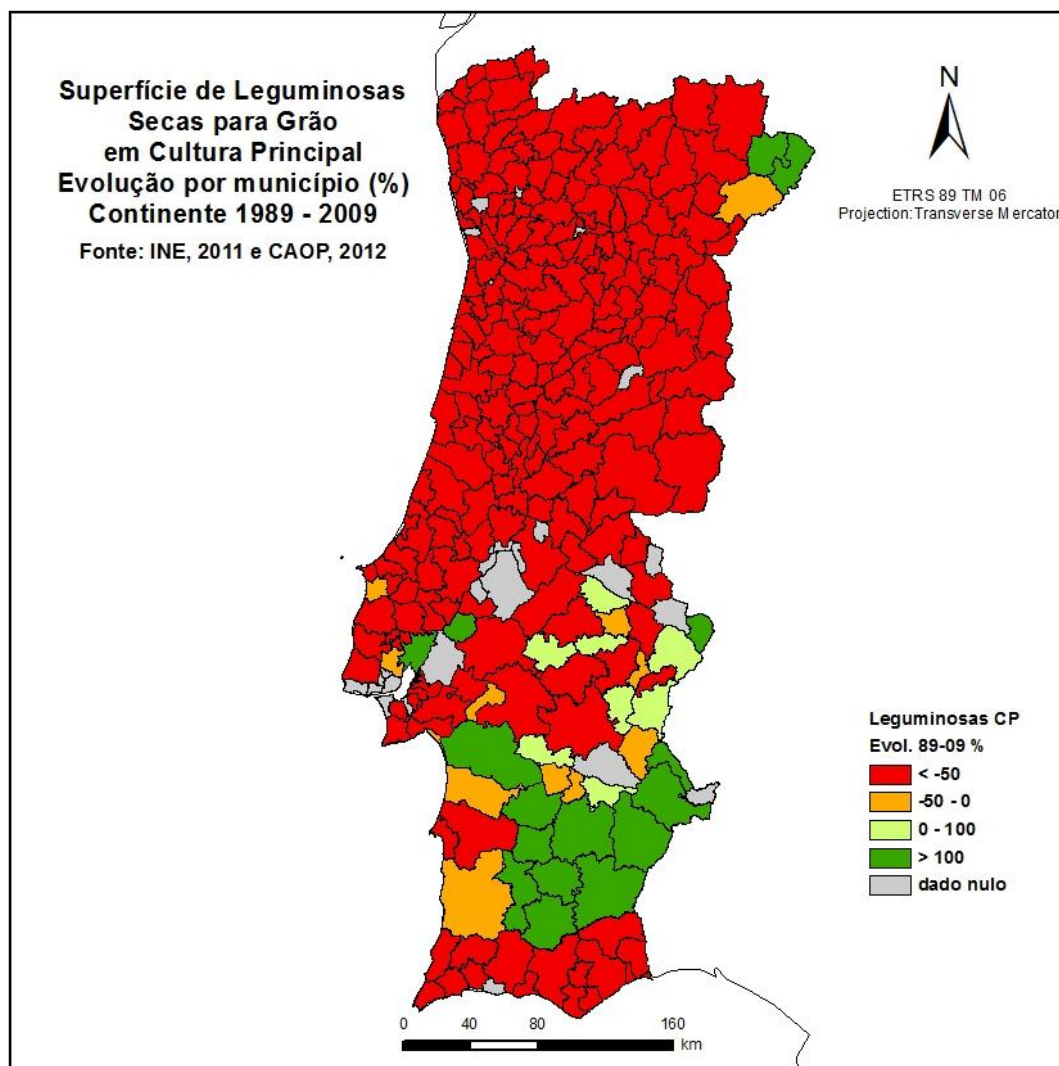 Superfície de Leguminosas
Secas para Grão
em Cultura Principal
Evolução por município (%)
Continente 1989 - 2009
Fonte: INE, 2011 e CAOP, 2012
N
ETRS 89 TM 06
Projection:Transverse Mercator
Leguminosas CP
Evol. 89-09 %
< -50
-50 - 0
0 - 100
> 100
dado nulo
0 40 80 160
km